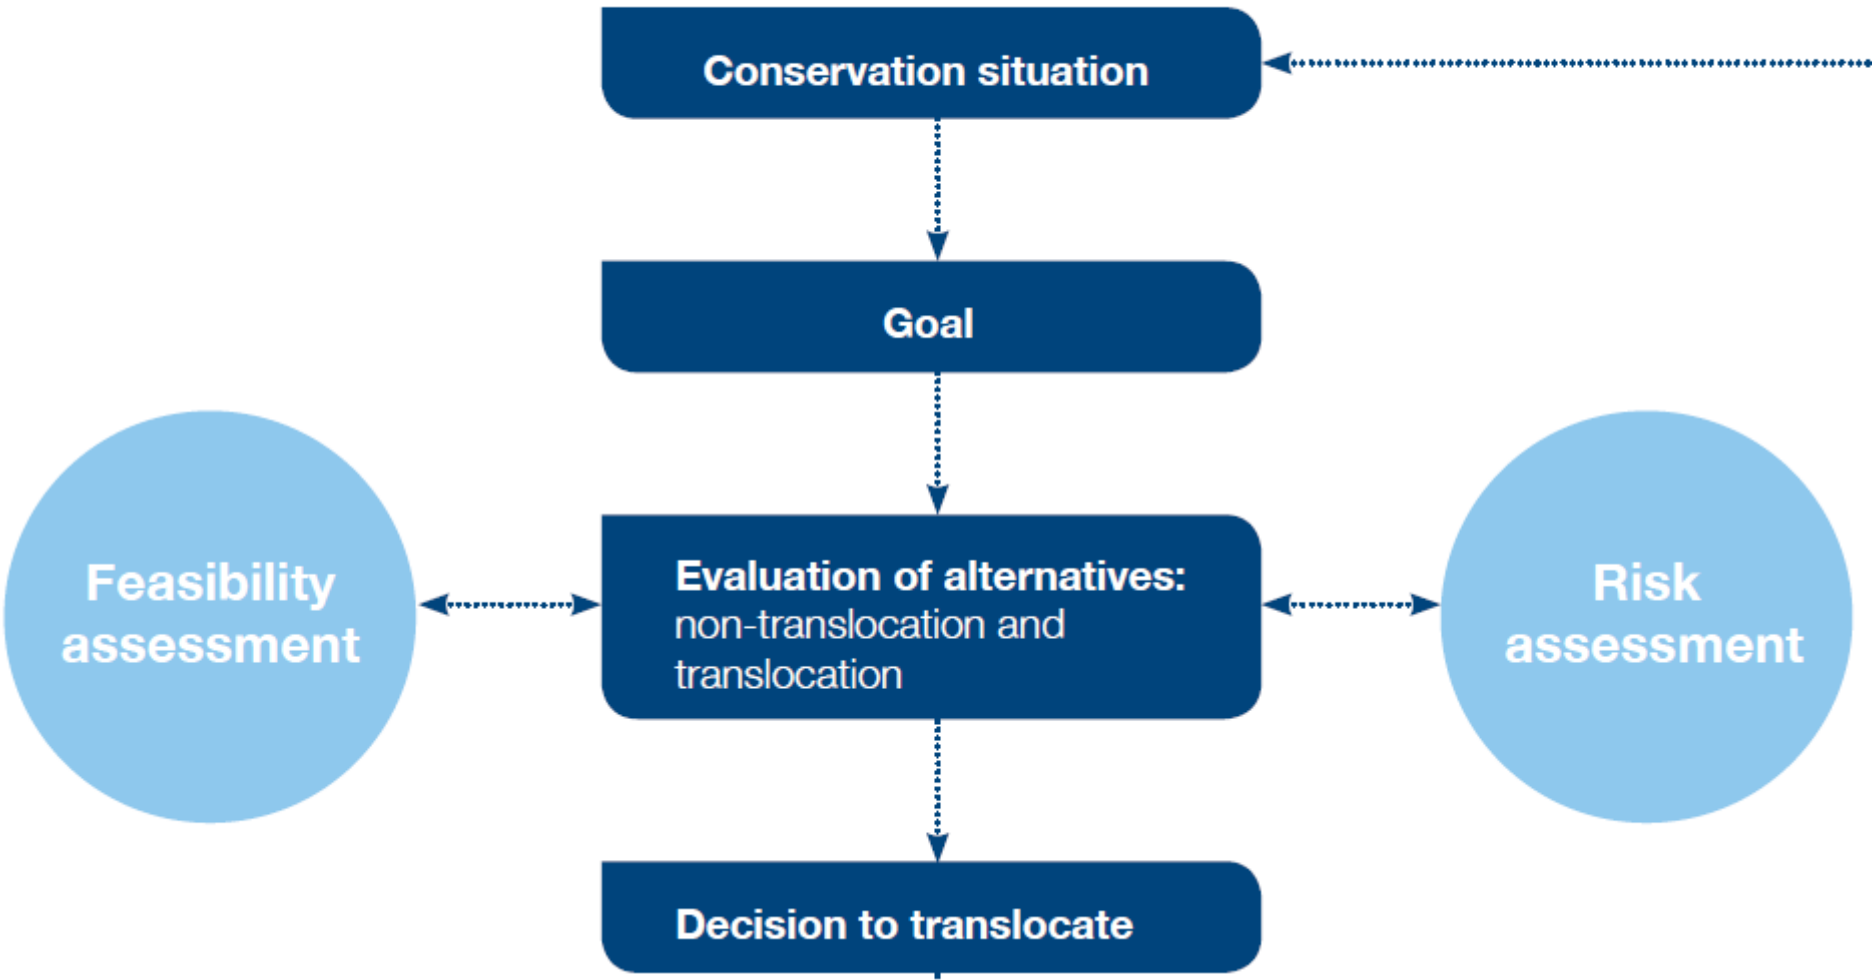 Conservation situation
Goal
Feasibility
assessment
Evaluation of alternatives:
non-translocation and
translocation
Risk
assessment
Decision to translocate